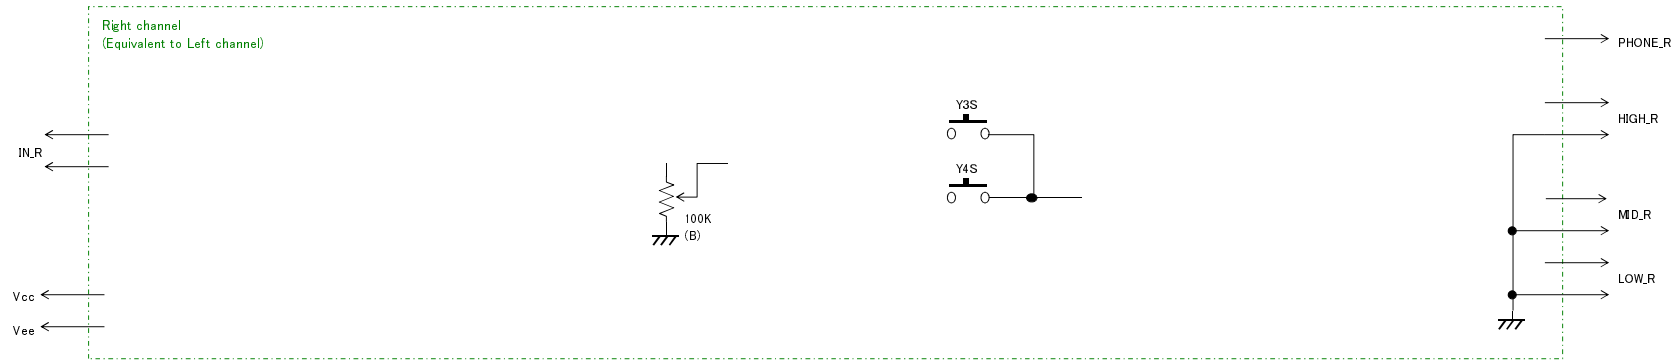 Right channel
(Equivalent to Left channel)
PHONE_R
Y3S
HIGH_R
IN_R
Y4S
100K
(B)
MID_R
LOW_R
Vcc
Vee